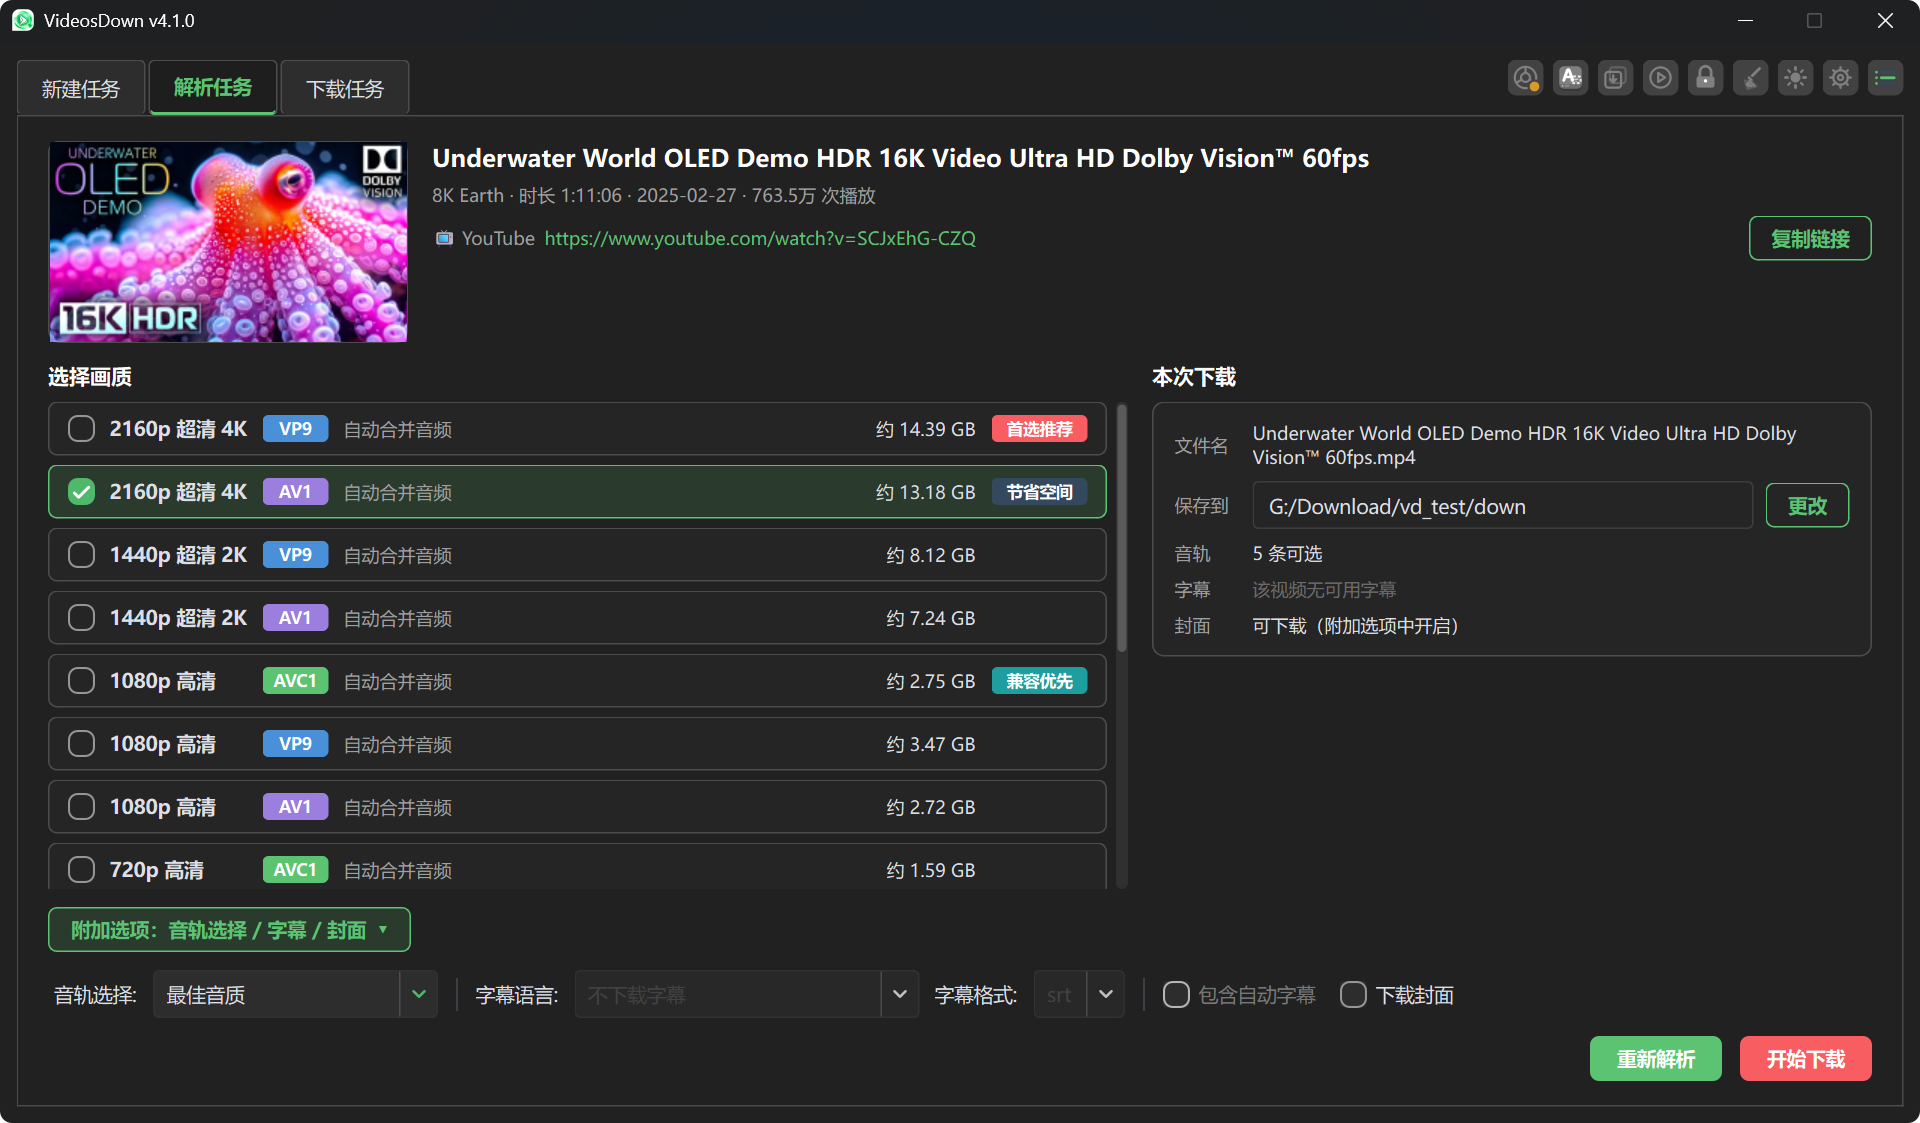 VideosDown v4.1.0
新建任务
解析任务
下载任务
UNDERWATER
OLED
DEMO
DOLBY
VISION
16K HDR
Underwater World OLED Demo HDR 16K Video Ultra HD Dolby Vision™ 60fps
8K Earth · 时长 1:11:06 · 2025-02-27 · 763.5万 次播放
YouTube https://www.youtube.com/watch?v=SCJxEhG-CZQ
复制链接
选择画质
2160p 超清 4K VP9 自动合并音频 约 14.39 GB 首选推荐
2160p 超清 4K AV1 自动合并音频 约 13.18 GB 节省空间
1440p 超清 2K VP9 自动合并音频 约 8.12 GB
1440p 超清 2K AV1 自动合并音频 约 7.24 GB
1080p 高清 AVC1 自动合并音频 约 2.75 GB 兼容优先
1080p 高清 VP9 自动合并音频 约 3.47 GB
1080p 高清 AV1 自动合并音频 约 2.72 GB
720p 高清 AVC1 自动合并音频 约 1.59 GB
本次下载
文件名 Underwater World OLED Demo HDR 16K Video Ultra HD Dolby
Vision™ 60fps.mp4
保存到 G:/Download/vd_test/down 更改
音轨 5 条可选
字幕 该视频无可用字幕
封面 可下载（附加选项中开启）
附加选项：音轨选择 / 字幕 / 封面 ▼
音轨选择: 最佳音质 字幕语言: 不下载字幕 字幕格式: srt 包含自动字幕 下载封面
重新解析 开始下载